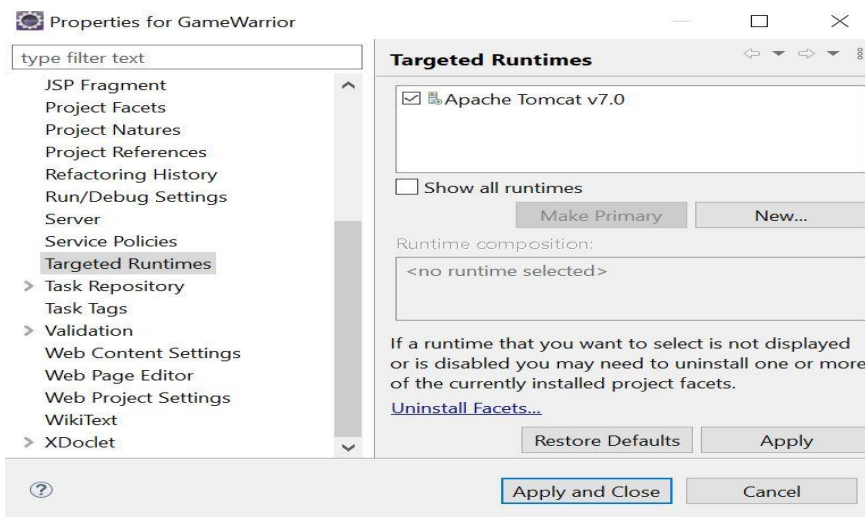 Properties for GameWarrior
type filter text
JSP Fragment
Project Facets
Project Natures
Project References
Refactoring History
Run/Debug Settings
Server
Service Policies
Targeted Runtimes
Task Repository
Task Tags
Validation
Web Content Settings
Web Page Editor
Web Project Settings
WikiText
XDoclet
Targeted Runtimes
Apache Tomcat v7.0
Show all runtimes
Make Primary
New...
Runtime composition:
<no runtime selected>
If a runtime that you want to select is not displayed
or is disabled you may need to uninstall one or more
of the currently installed project facets.
Uninstall Facets...
Restore Defaults
Apply
?
Apply and Close
Cancel